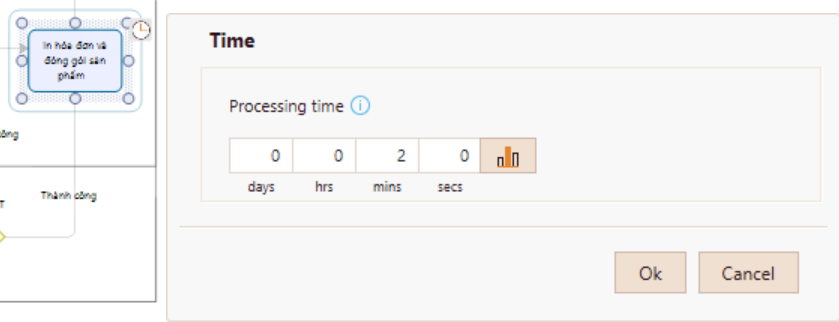 In hóa đơn và
đóng gói sản
phẩm
công
Thành công
T
Time
Processing time
0 0 2 0
days hrs mins secs
Ok Cancel